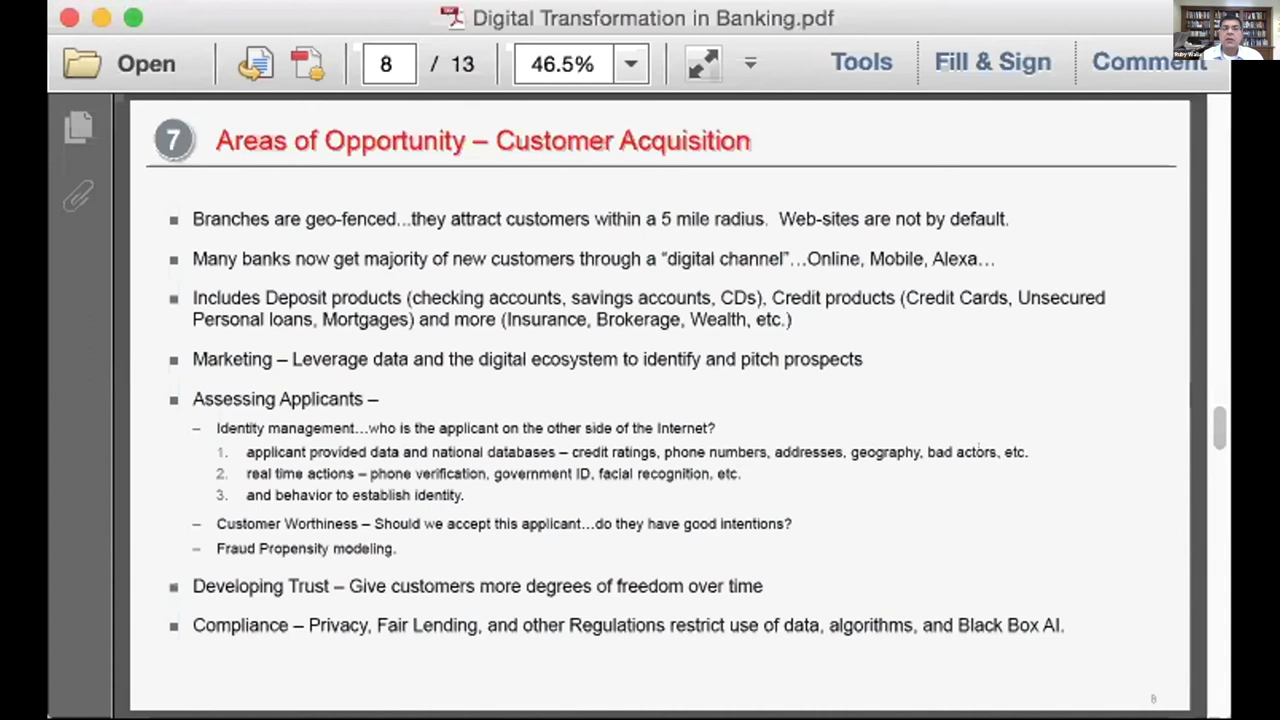 Digital Transformation in Banking.pdf
Open
8 / 13
46.5%
Tools
Fill & Sign
Comment
7
Areas of Opportunity – Customer Acquisition
■ Branches are geo-fenced...they attract customers within a 5 mile radius. Web-sites are not by default.
■ Many banks now get majority of new customers through a "digital channel"...Online, Mobile, Alexa...
■ Includes Deposit products (checking accounts, savings accounts, CDs), Credit products (Credit Cards, Unsecured
Personal loans, Mortgages) and more (Insurance, Brokerage, Wealth, etc.)
■ Marketing – Leverage data and the digital ecosystem to identify and pitch prospects
■ Assessing Applicants –
– Identity management...who is the applicant on the other side of the Internet?
1. applicant provided data and national databases – credit ratings, phone numbers, addresses, geography, bad actors, etc.
2. real time actions – phone verification, government ID, facial recognition, etc.
3. and behavior to establish identity.
– Customer Worthiness – Should we accept this applicant...do they have good intentions?
– Fraud Propensity modeling.
■ Developing Trust – Give customers more degrees of freedom over time
■ Compliance – Privacy, Fair Lending, and other Regulations restrict use of data, algorithms, and Black Box AI.
8